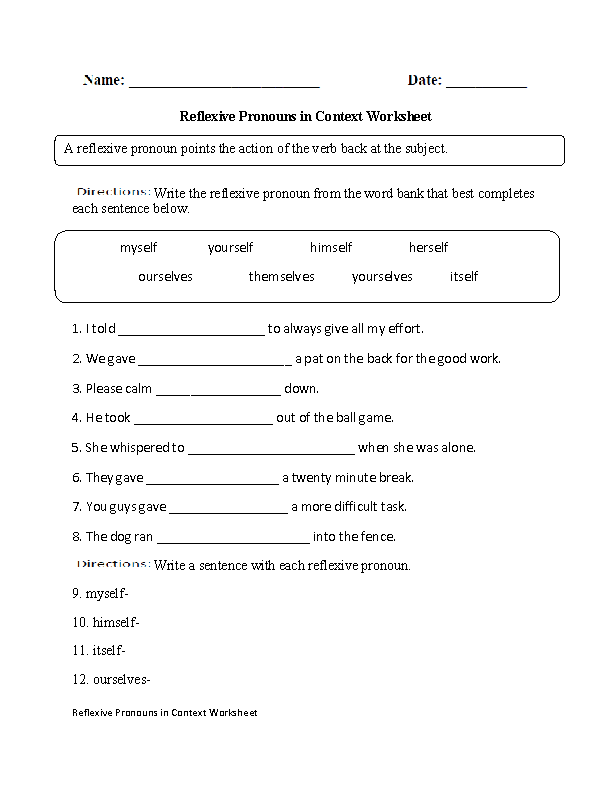 Name: __________________________ Date: ___________
Reflexive Pronouns in Context Worksheet
A reflexive pronoun points the action of the verb back at the subject.
Directions: Write the reflexive pronoun from the word bank that best completes
each sentence below.
myself yourself himself herself
ourselves themselves yourselves itself
1. I told _____________________ to always give all my effort.
2. We gave ______________________ a pat on the back for the good work.
3. Please calm __________________ down.
4. He took ____________________ out of the ball game.
5. She whispered to ________________________ when she was alone.
6. They gave ___________________ a twenty minute break.
7. You guys gave _________________ a more difficult task.
8. The dog ran ______________________ into the fence.
Directions: Write a sentence with each reflexive pronoun.
9. myself-
10. himself-
11. itself-
12. ourselves-
Reflexive Pronouns in Context Worksheet